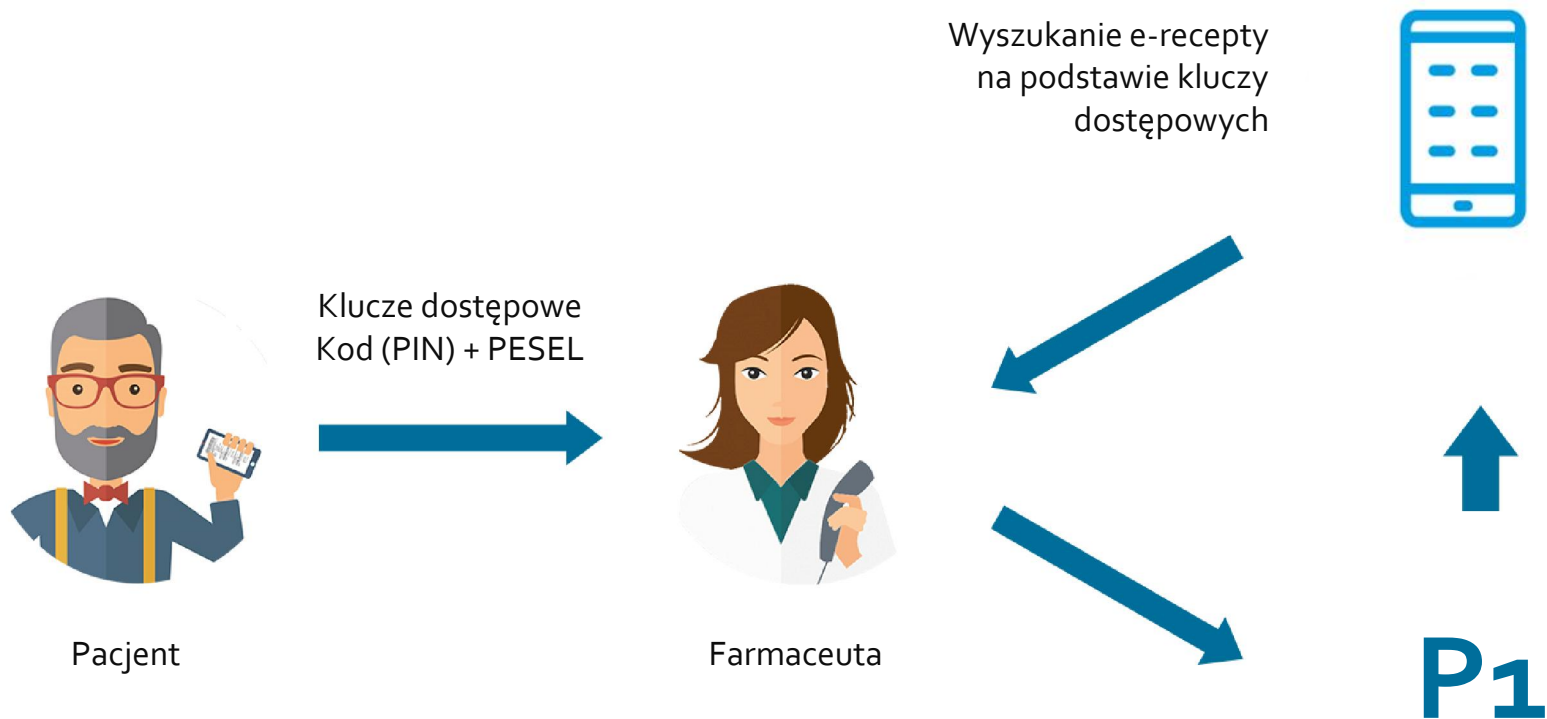 Wyszukanie e-recepty
na podstawie kluczy
dostępowych
Klucze dostępowe
Kod (PIN) + PESEL
Pacjent
Farmaceuta
P1